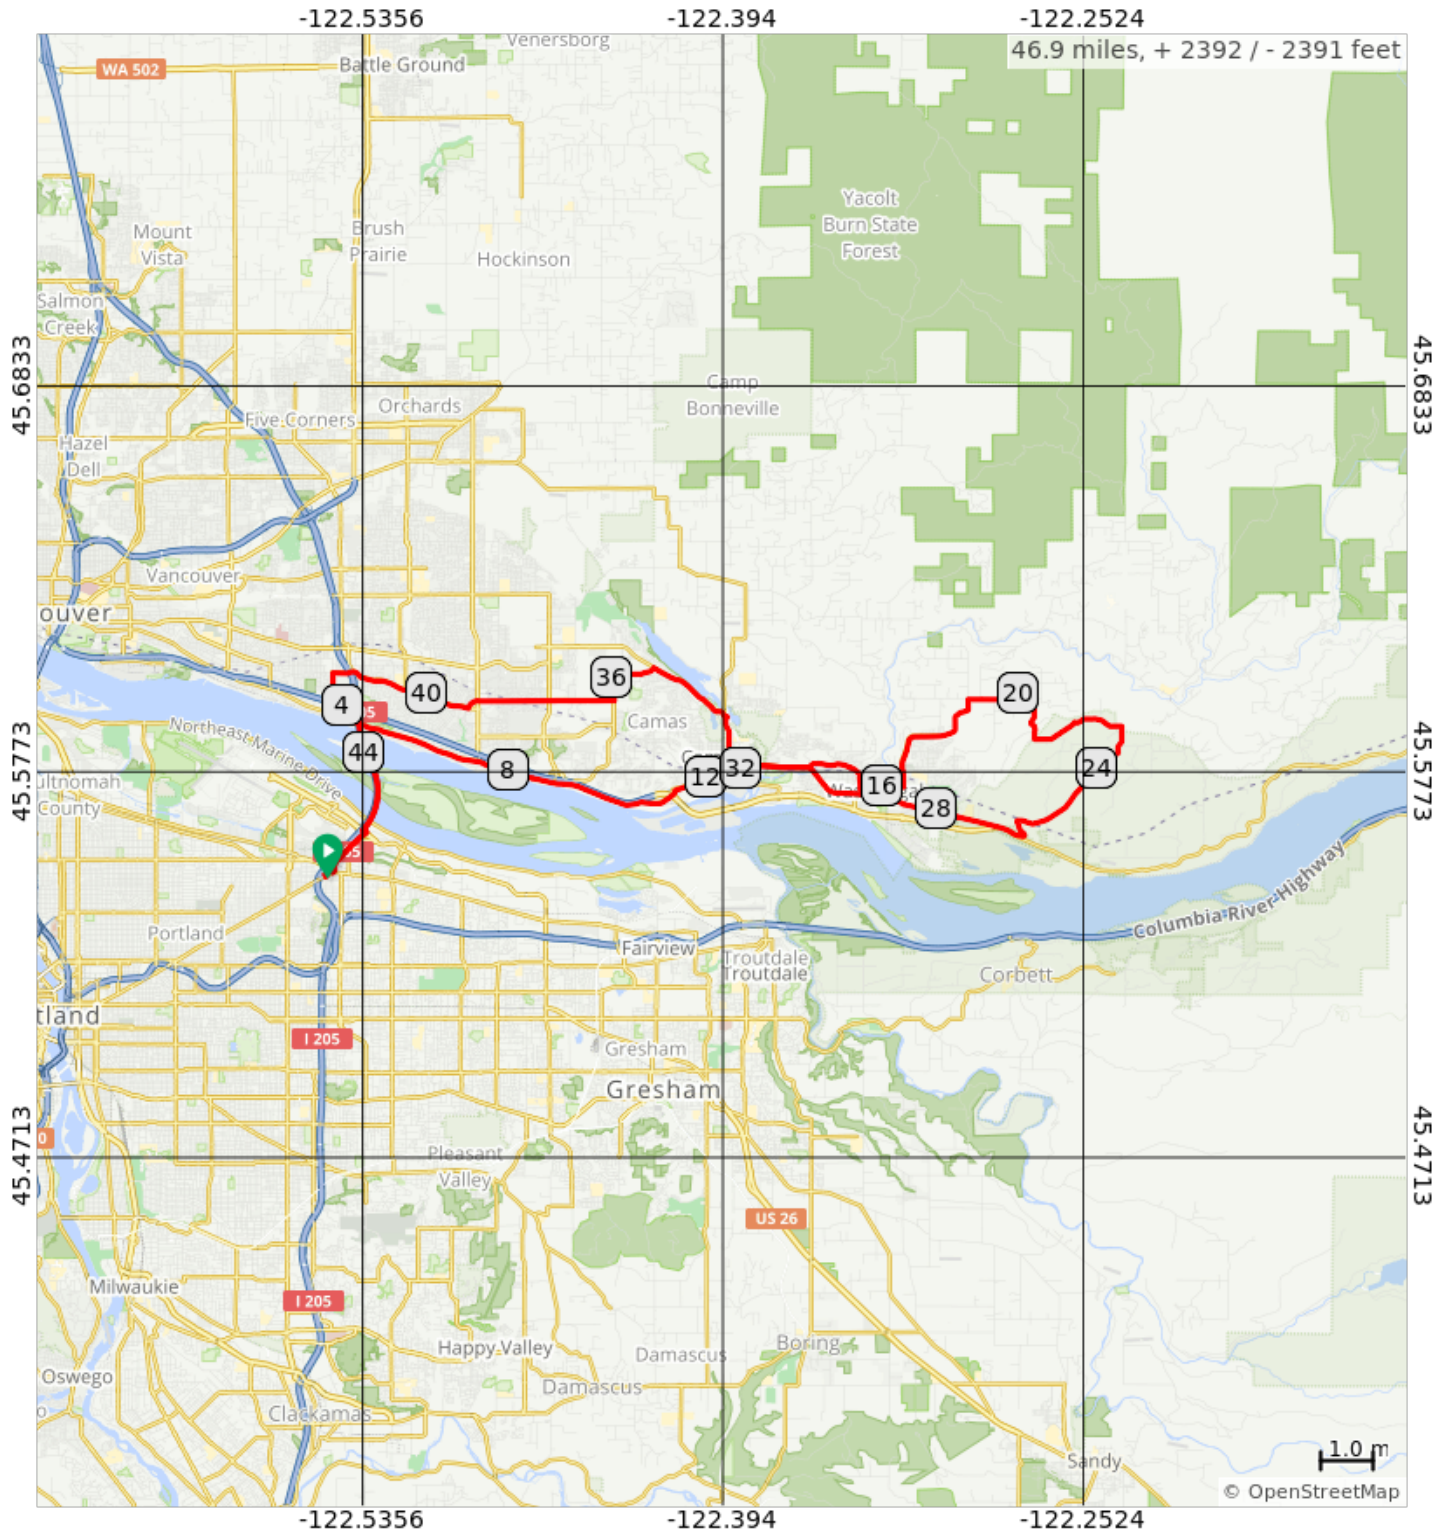 -122.5356
-122.394
-122.2524
Venersborg
46.9 miles, + 2392 / - 2391 feet
WA 502
Battle Ground
Yacolt
Burn State
Forest
Mount
Vista
Brush
Prairie
Hockinson
Salmon
Creek
45.6833
45.6833
Camp
Bonneville
Orchards
Five Corners
Hazel
Dell
Vancouver
ouver
36
40
20
4
05
Camas
Northeast Marine Drive
44
45.5773
45.5773
8
12
32
16
24
28
ultnomah
County
05
Columbia River Highway
Portland
Fairview
Troutdale
Troutdale
Corbett
tland
I 205
Gresham
Gresham
45.4713
45.4713
0
Pleasant
Valley
US 26
Milwaukie
I 205
Happy Valley
Damascus
Boring
Oswego
Damascus
Clackamas
o
1.0 m
Sandy
© OpenStreetMap
-122.5356
-122.394
-122.2524